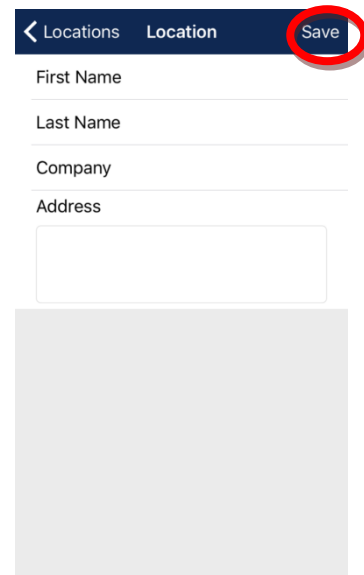 Locations Location Save
First Name
Last Name
Company
Address